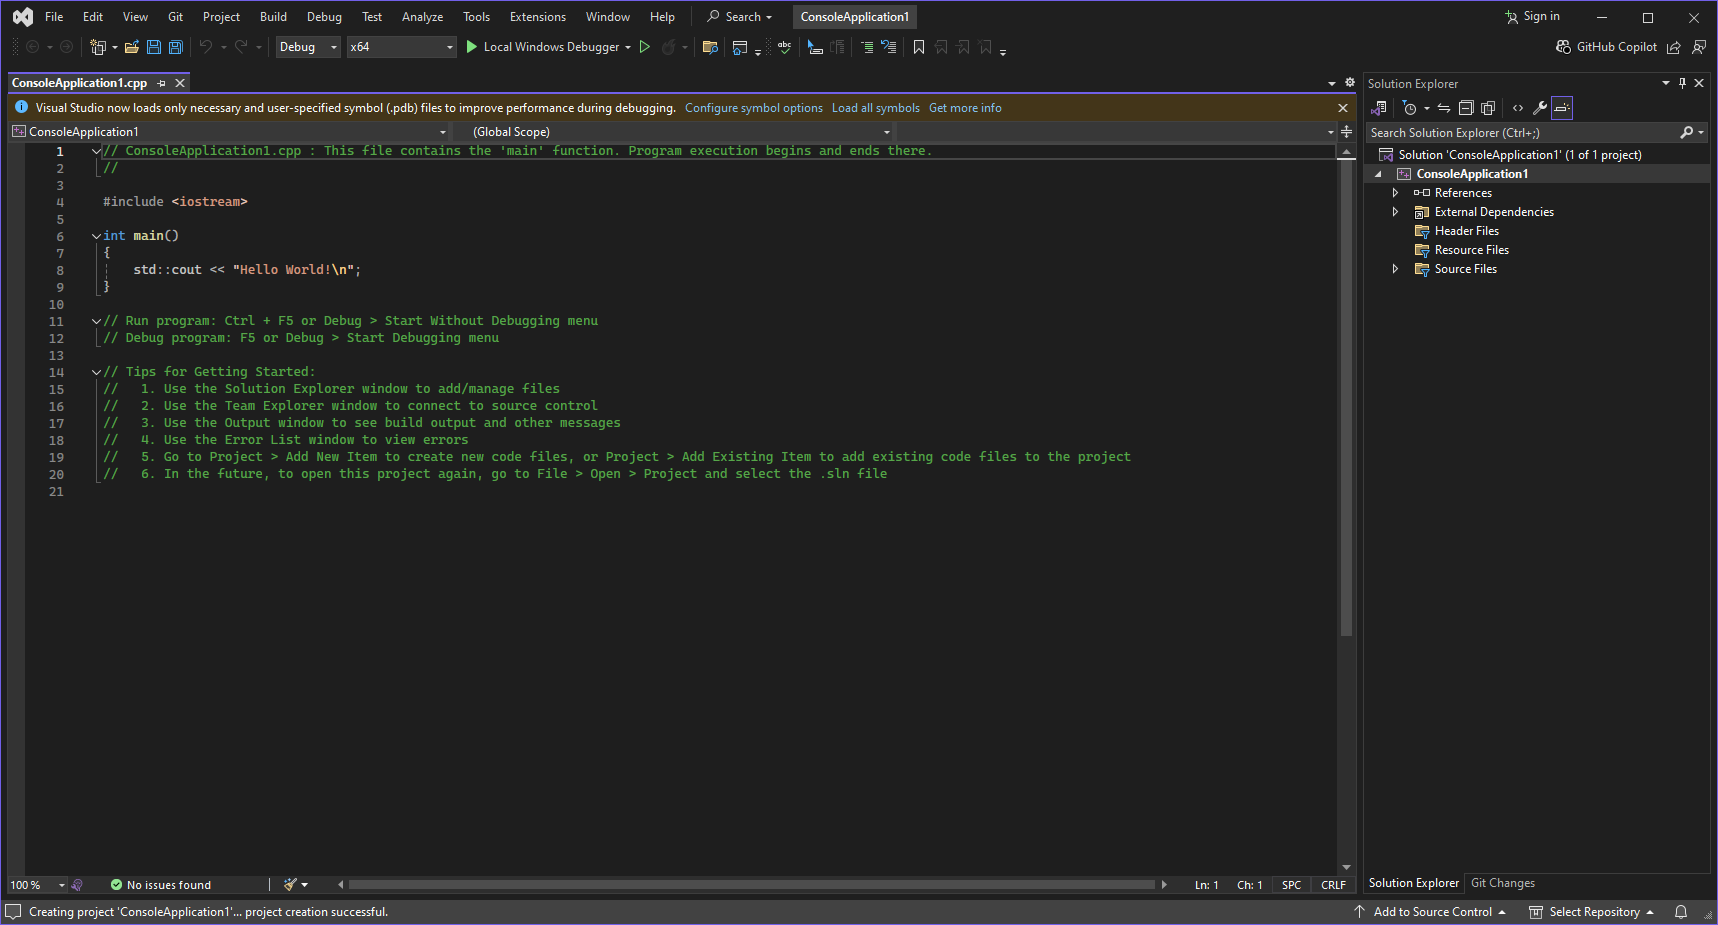 File Edit View Git Project Build Debug Test Analyze Tools Extensions Window Help Search ConsoleApplication1 Sign in
Debug x64 Local Windows Debugger GitHub Copilot
ConsoleApplication1.cpp
Visual Studio now loads only necessary and user-specified symbol (.pdb) files to improve performance during debugging. Configure symbol options Load all symbols Get more info
ConsoleApplication1 (Global Scope)
1 // ConsoleApplication1.cpp : This file contains the 'main' function. Program execution begins and ends there.
2 //
3
4 #include <iostream>
5
6 int main()
7 {
8     std::cout << "Hello World!\n";
9 }
10
11 // Run program: Ctrl + F5 or Debug > Start Without Debugging menu
12 // Debug program: F5 or Debug > Start Debugging menu
13
14 // Tips for Getting Started:
15 //   1. Use the Solution Explorer window to add/manage files
16 //   2. Use the Team Explorer window to connect to source control
17 //   3. Use the Output window to see build output and other messages
18 //   4. Use the Error List window to view errors
19 //   5. Go to Project > Add New Item to create new code files, or Project > Add Existing Item to add existing code files to the project
20 //   6. In the future, to open this project again, go to File > Open > Project and select the .sln file
21
100 % No issues found Ln: 1 Ch: 1 SPC CRLF
Solution Explorer
Search Solution Explorer (Ctrl+;)
Solution 'ConsoleApplication1' (1 of 1 project)
ConsoleApplication1
References
External Dependencies
Header Files
Resource Files
Source Files
Solution Explorer Git Changes
Creating project 'ConsoleApplication1'... project creation successful. Add to Source Control Select Repository